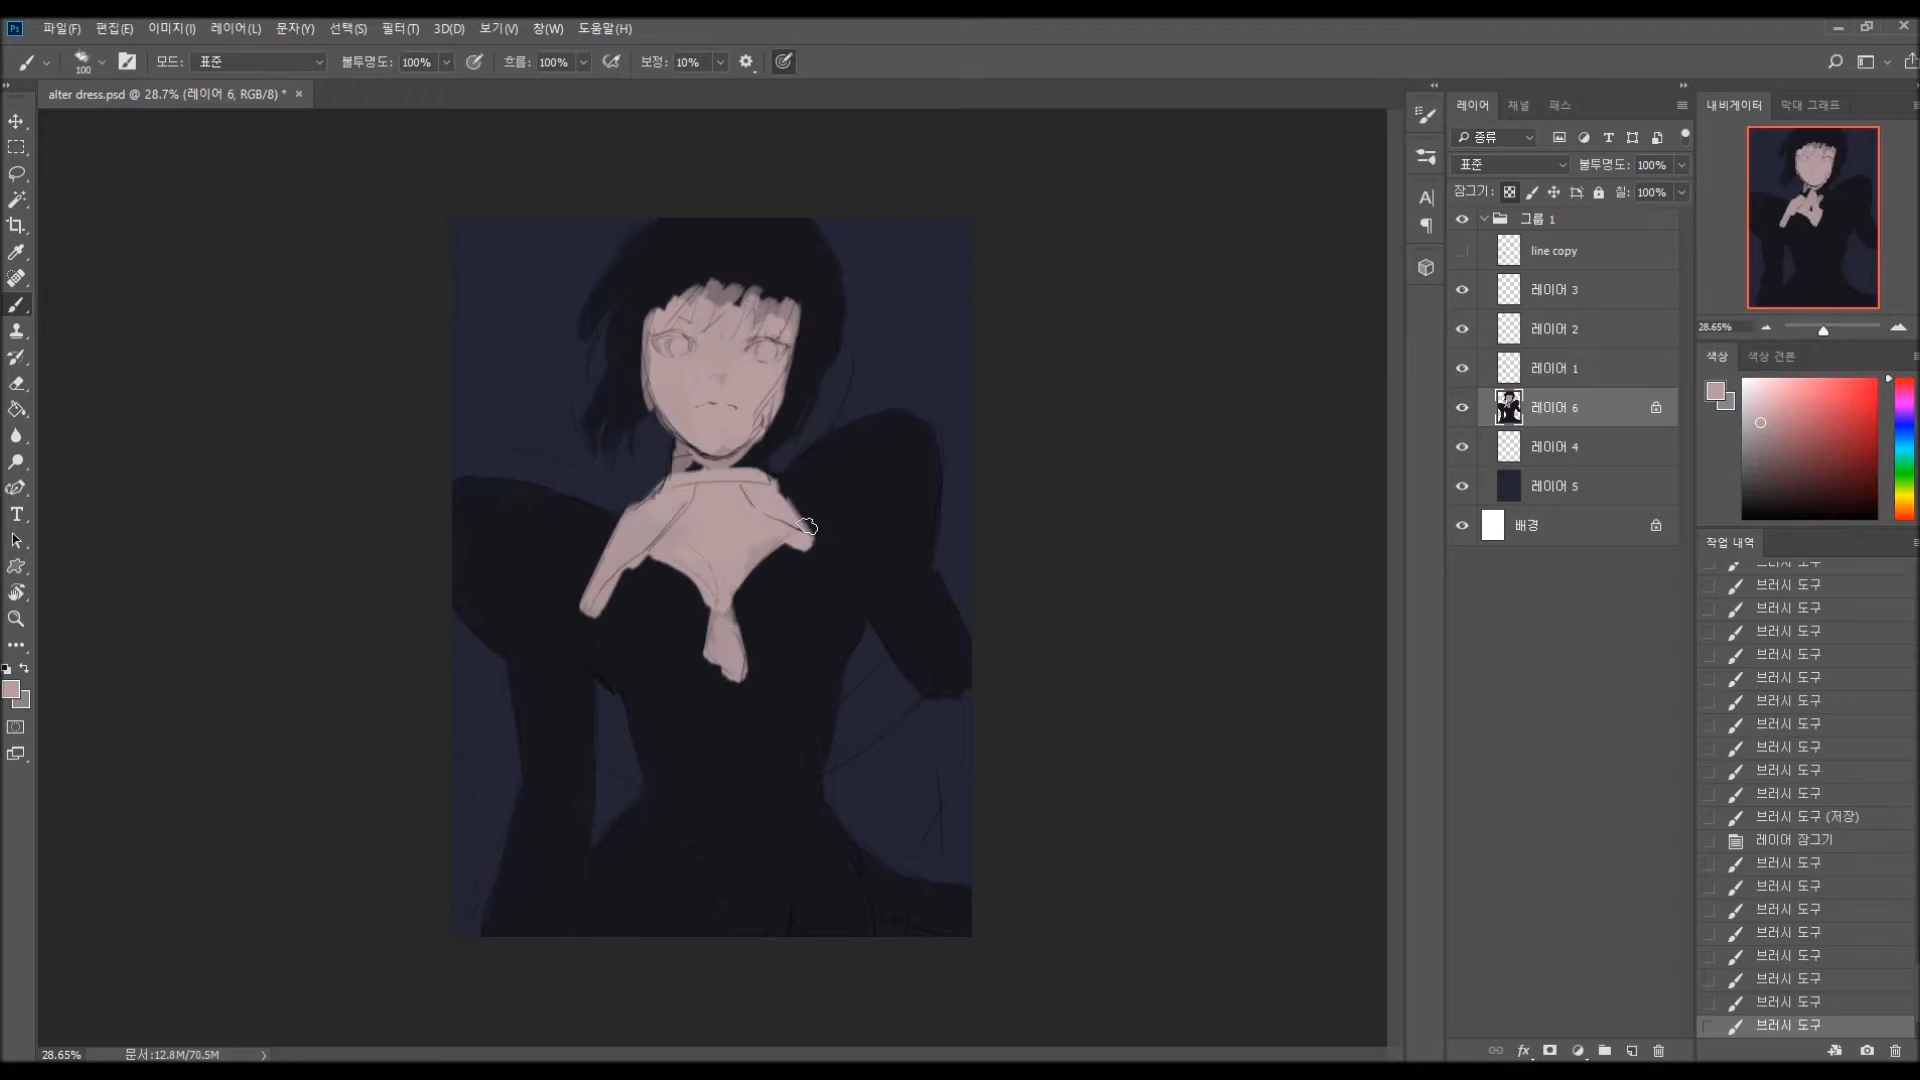 Ps 파일(F) 편집(E) 이미지(I) 레이어(L) 문자(Y) 선택(S) 필터(T) 3D(D) 보기(V) 창(W) 도움말(H)
100 모드: 표준 불투명도: 100% 흐름: 100% 보정: 10%
alter dress.psd @ 28.7% (레이어 6, RGB/8) * ×
레이어 채널 패스
종류
표준 불투명도: 100%
잠그기: 칠: 100%
그룹 1
line copy
레이어 3
레이어 2
레이어 1
레이어 6
레이어 4
레이어 5
배경
내비게이터 막대 그래프
28.65%
색상 색상 견본
작업 내역
브러시 도구
브러시 도구
브러시 도구
브러시 도구
브러시 도구
브러시 도구
브러시 도구
브러시 도구
브러시 도구
브러시 도구
브러시 도구
브러시 도구 (저장)
레이어 잠그기
브러시 도구
브러시 도구
브러시 도구
브러시 도구
브러시 도구
브러시 도구
브러시 도구
브러시 도구
28.65% 문서:12.8M/70.5M
fx